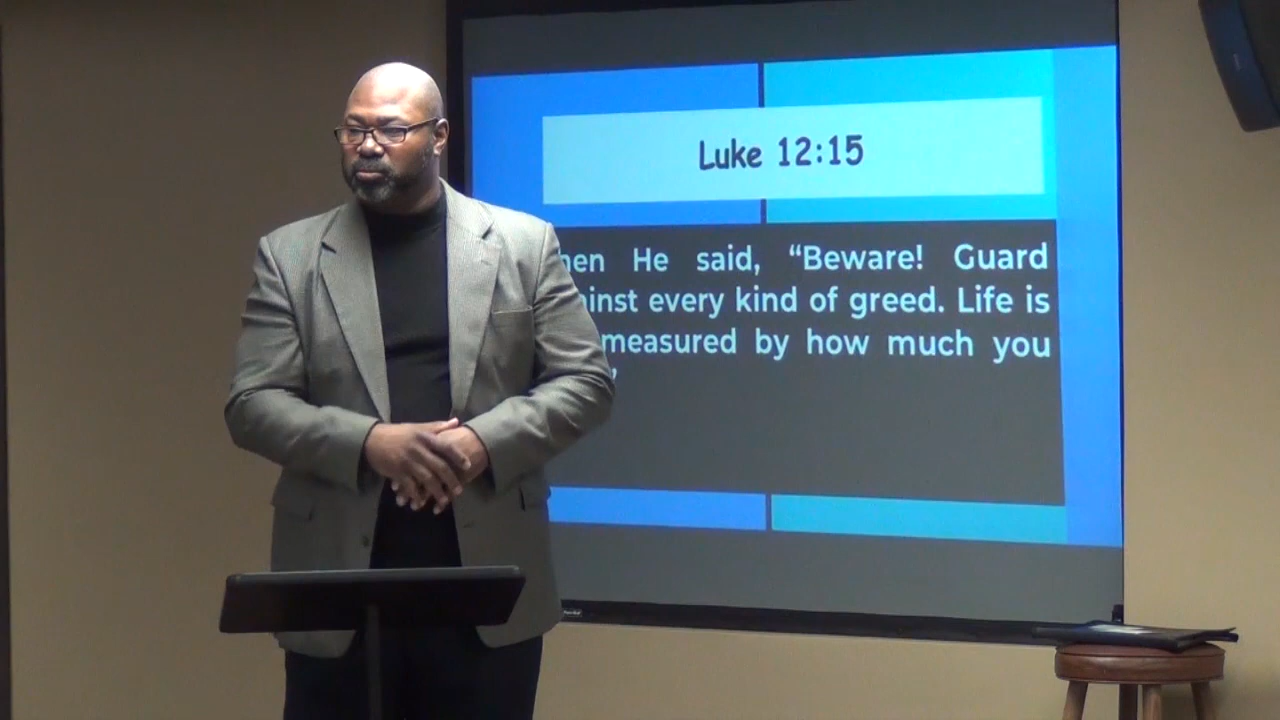 Luke 12:15
hen He said, “Beware! Guard
inst every kind of greed. Life is
measured by how much you
”